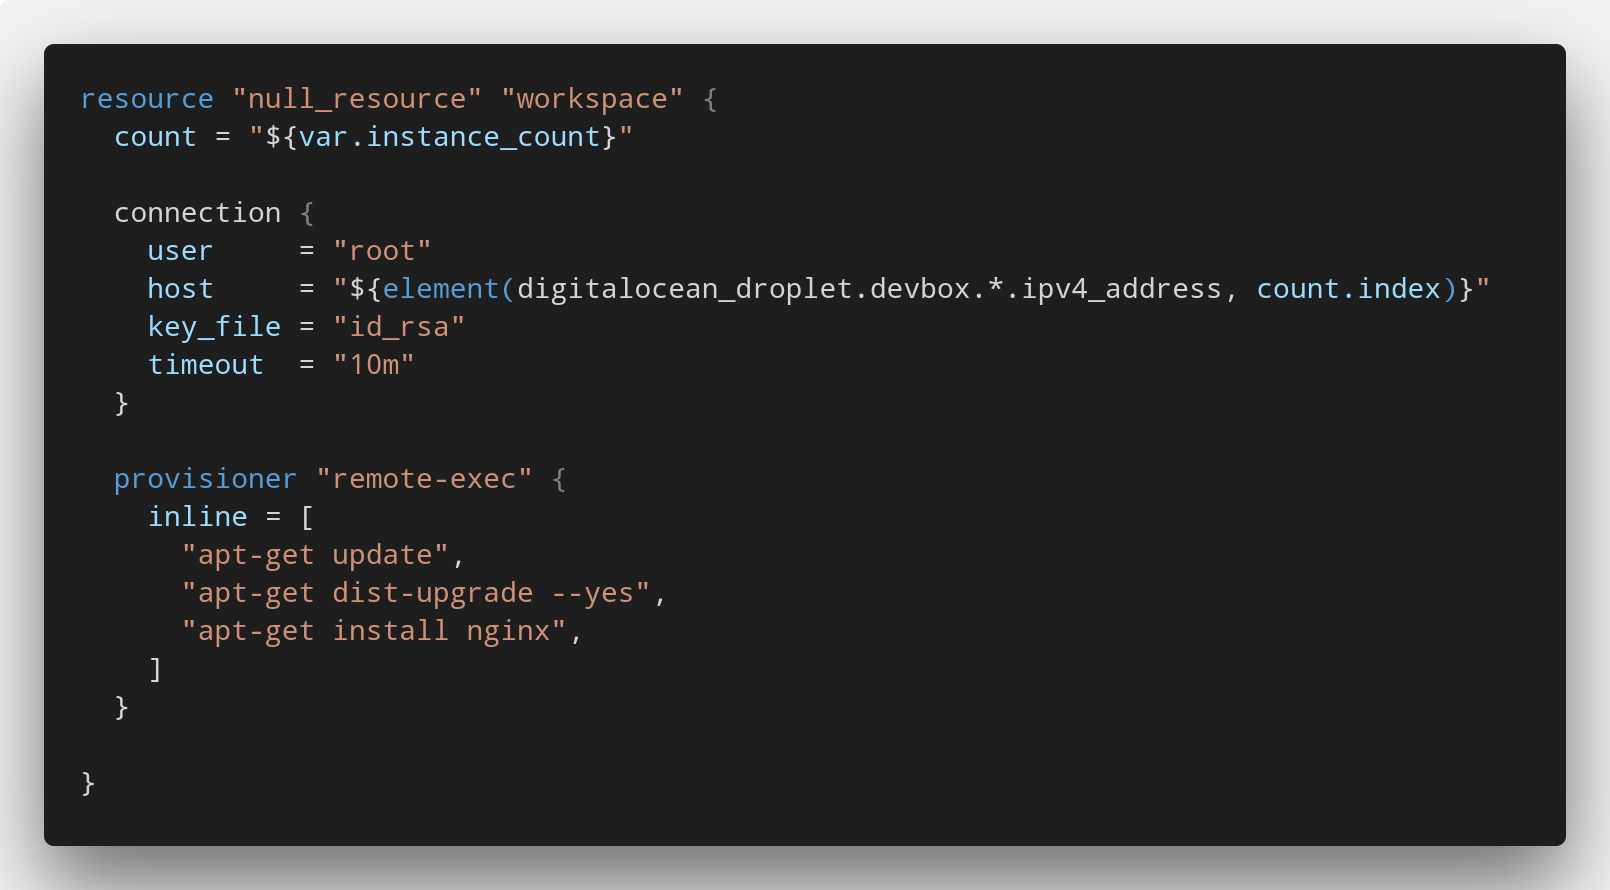 resource "null_resource" "workspace" {
  count = "${var.instance_count}"

  connection {
    user     = "root"
    host     = "${element(digitalocean_droplet.devbox.*.ipv4_address, count.index)}"
    key_file = "id_rsa"
    timeout  = "10m"
  }

  provisioner "remote-exec" {
    inline = [
      "apt-get update",
      "apt-get dist-upgrade --yes",
      "apt-get install nginx",
    ]
  }

}